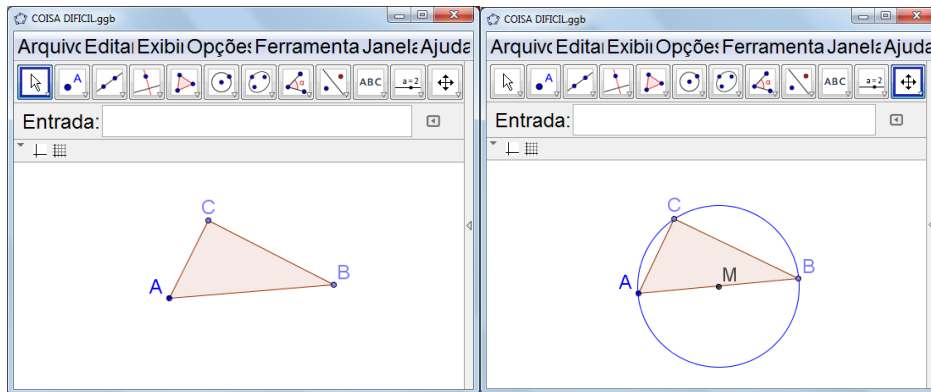 COISA DIFICIL.ggb
Arquivo Editar Exibir Opções Ferramenta Janela Ajuda
A
ABC
a=2
Entrada:
C
A
B
COISA DIFICIL.ggb
Arquivo Editar Exibir Opções Ferramenta Janela Ajuda
A
ABC
a=2
Entrada:
C
A
M
B